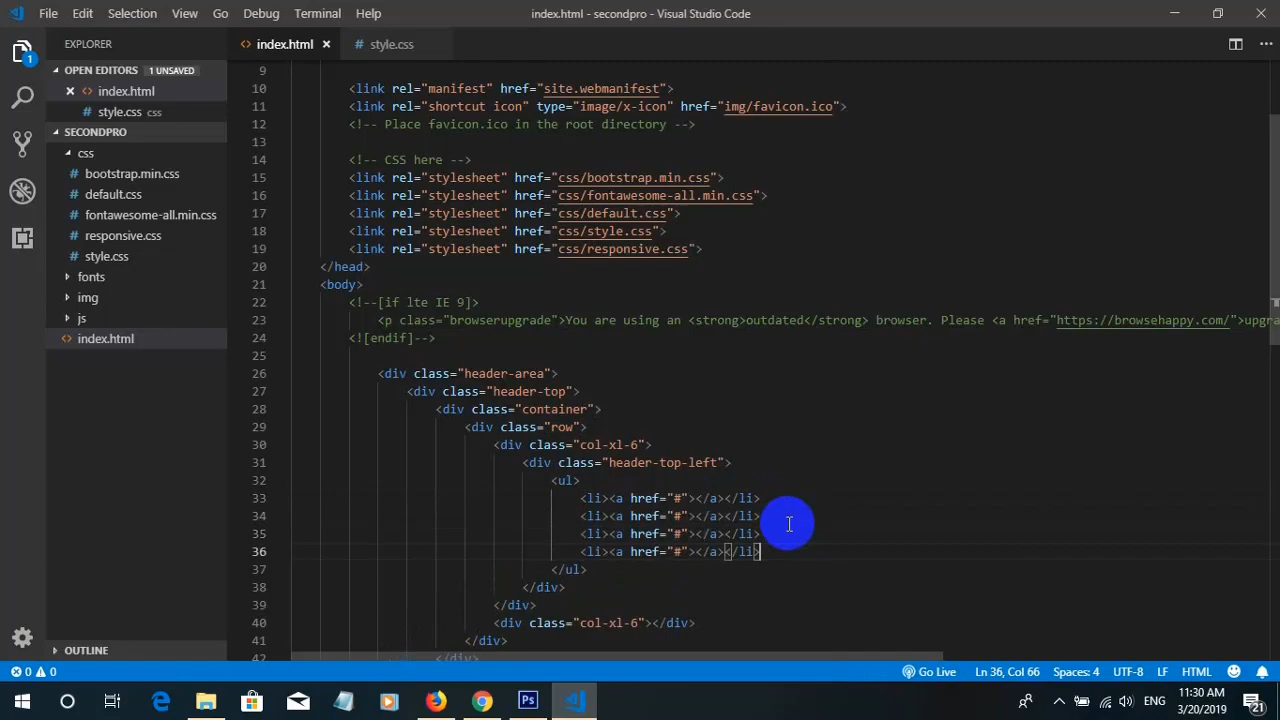 File Edit Selection View Go Debug Terminal Help index.html - secondpro - Visual Studio Code
EXPLORER
index.html
style.css
OPEN EDITORS 1 UNSAVED
index.html
style.css css
SECONDPRO
css
bootstrap.min.css
default.css
fontawesome-all.min.css
responsive.css
style.css
fonts
img
js
index.html
OUTLINE
1
9
10 <link rel="manifest" href="site.webmanifest">
11 <link rel="shortcut icon" type="image/x-icon" href="img/favicon.ico">
12 <!-- Place favicon.ico in the root directory -->
13
14 <!-- CSS here -->
15 <link rel="stylesheet" href="css/bootstrap.min.css">
16 <link rel="stylesheet" href="css/fontawesome-all.min.css">
17 <link rel="stylesheet" href="css/default.css">
18 <link rel="stylesheet" href="css/style.css">
19 <link rel="stylesheet" href="css/responsive.css">
20 </head>
21 <body>
22 <!--[if lte IE 9]>
23 <p class="browserupgrade">You are using an <strong>outdated</strong> browser. Please <a href="https://browsehappy.com/">upgra
24 <![endif]-->
25
26 <div class="header-area">
27 <div class="header-top">
28 <div class="container">
29 <div class="row">
30 <div class="col-xl-6">
31 <div class="header-top-left">
32 <ul>
33 <li><a href="#"></a></li>
34 <li><a href="#"></a></li>
35 <li><a href="#"></a></li>
36 <li><a href="#"></a></li>
37 </ul>
38 </div>
39 </div>
40 <div class="col-xl-6"></div>
41 </div>
42 </div>
0 0 Go Live Ln 36, Col 66 Spaces: 4 UTF-8 LF HTML
Ps ENG 11:30 AM
3/20/2019 21